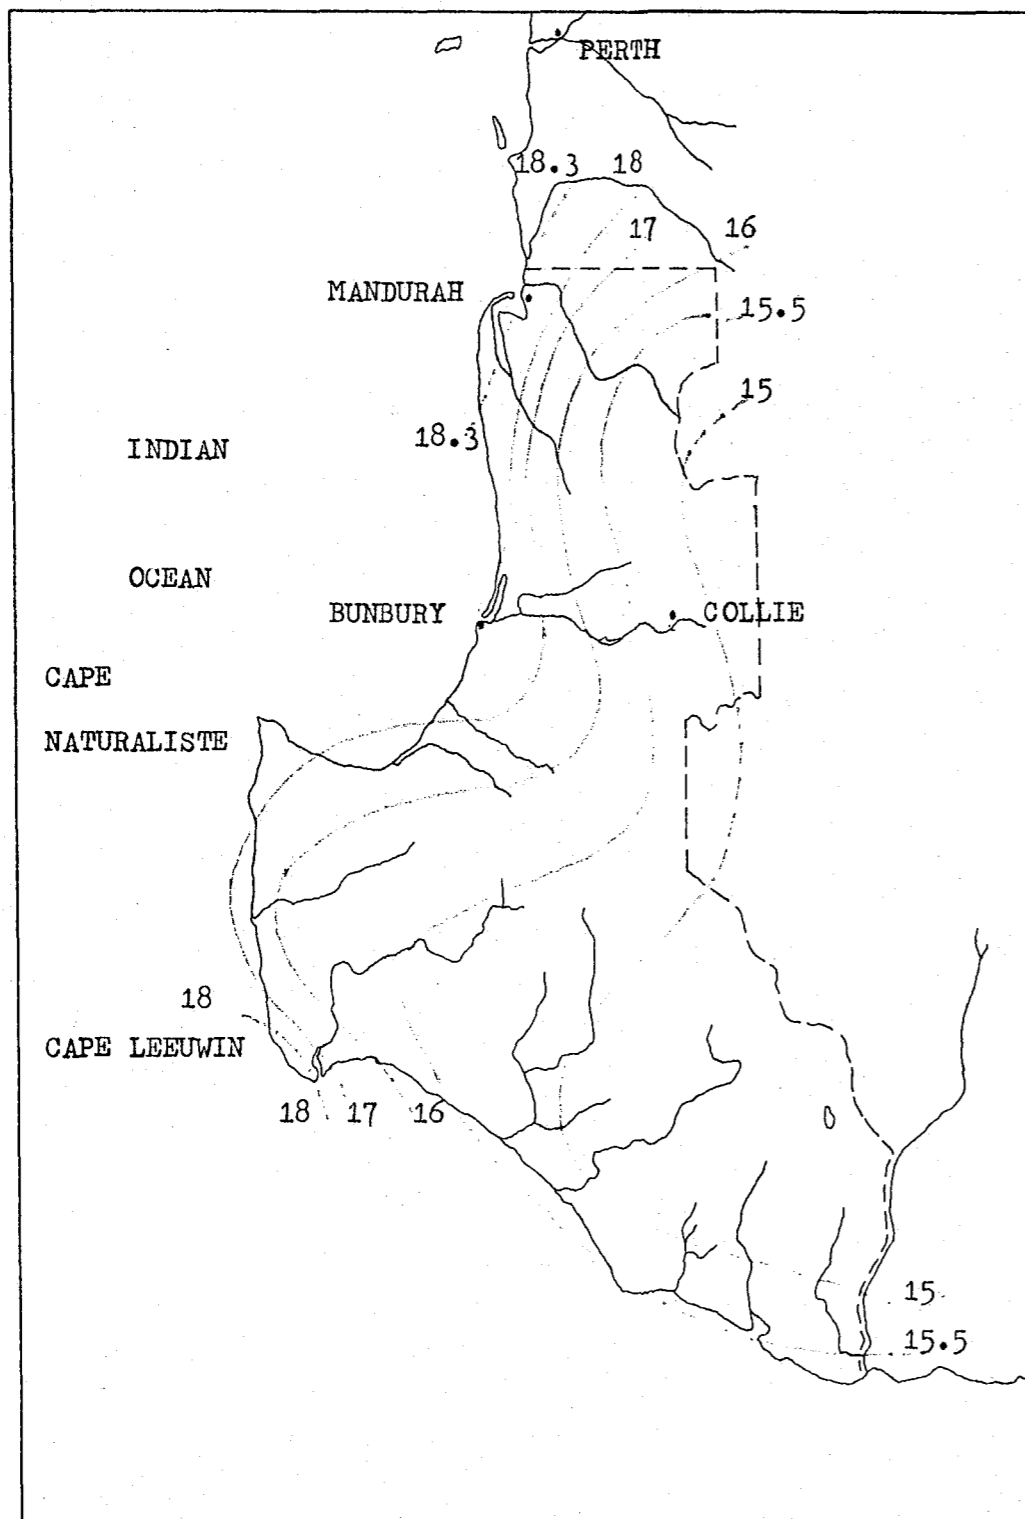 PERTH
18.3 18
17 16
MANDURAH
15.5
15
18.3
INDIAN
OCEAN
BUNBURY COLLIE
CAPE
NATURALISTE
18
CAPE LEEUWIN
18 17 16
15
15.5